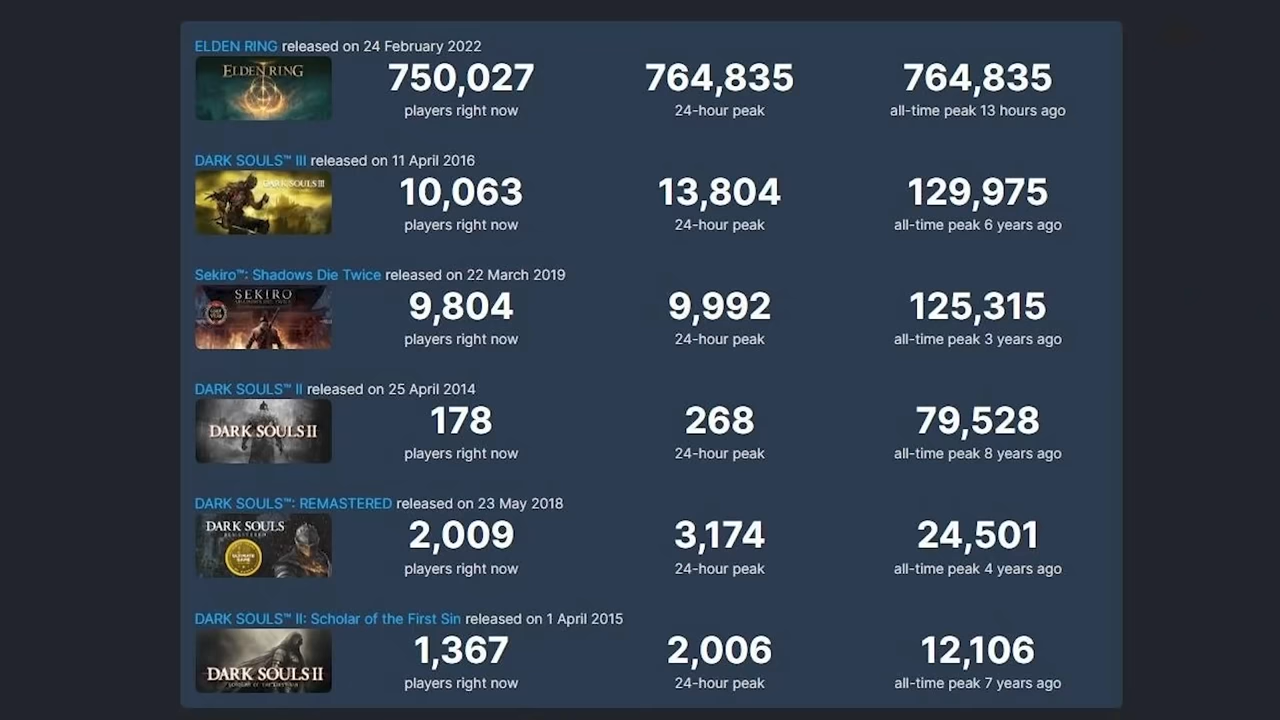 ELDEN RING released on 24 February 2022
ELDEN RING
750,027
764,835
764,835
players right now
24-hour peak
all-time peak 13 hours ago
DARK SOULS™ III released on 11 April 2016
DARK SOULS III
10,063
13,804
129,975
players right now
24-hour peak
all-time peak 6 years ago
Sekiro™: Shadows Die Twice released on 22 March 2019
SEKIRO
9,804
9,992
125,315
players right now
24-hour peak
all-time peak 3 years ago
DARK SOULS™ II released on 25 April 2014
DARK SOULS II
178
268
79,528
players right now
24-hour peak
all-time peak 8 years ago
DARK SOULS™: REMASTERED released on 23 May 2018
DARK SOULS
REMASTERED
2,009
3,174
24,501
players right now
24-hour peak
all-time peak 4 years ago
DARK SOULS™ II: Scholar of the First Sin released on 1 April 2015
DARK SOULS II
1,367
2,006
12,106
players right now
24-hour peak
all-time peak 7 years ago